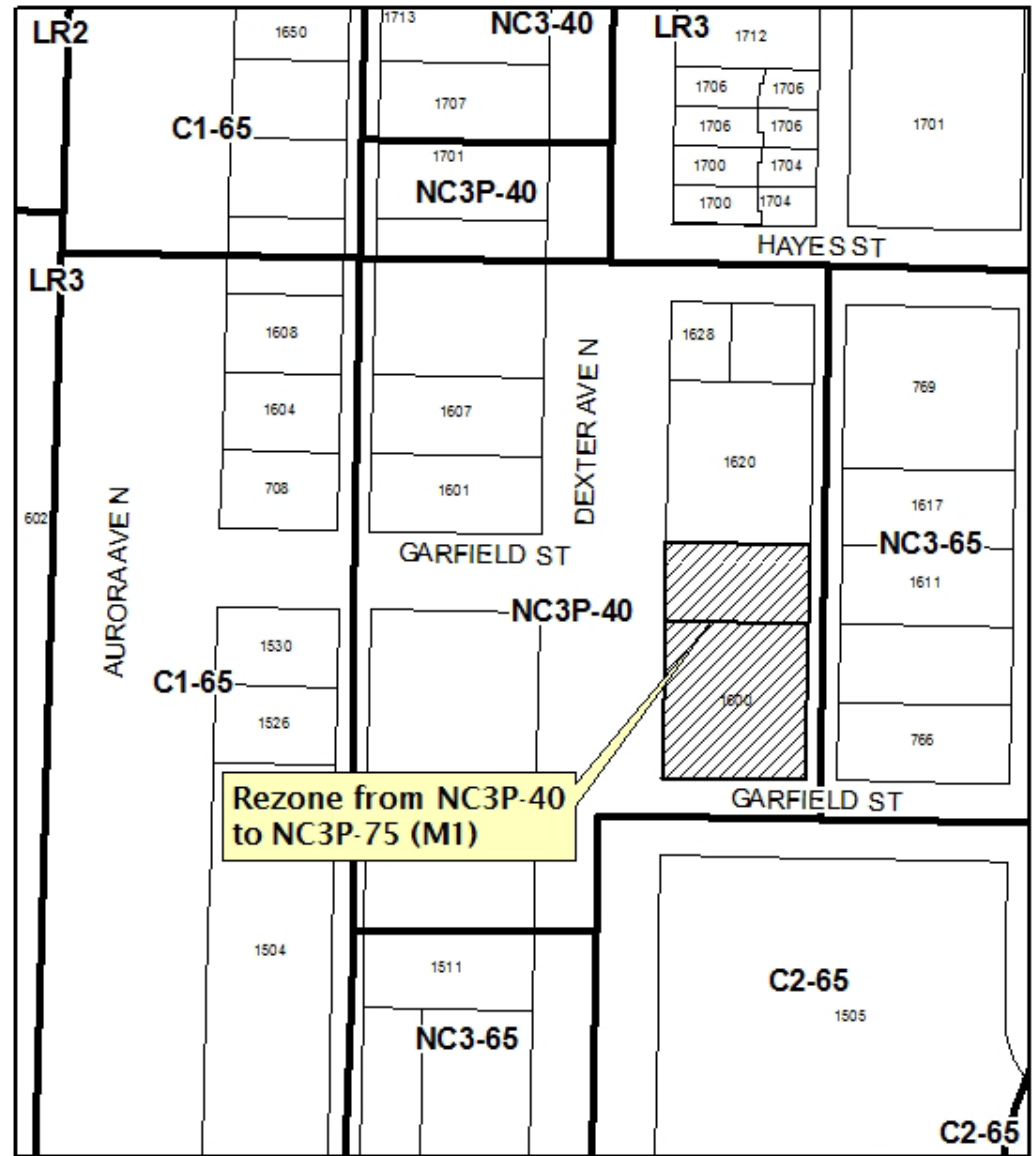 LR2
1650
1713
NC3-40
LR3
1712
1707
1706
1706
1701
C1-65
1706
1706
1701
NC3P-40
1700
1704
1700
1704
HAYES ST
LR3
1608
1628
769
DEXTER AVE N
1604
1607
1620
708
1601
1617
602
AURORA AVE N
GARFIELD ST
NC3-65
1611
NC3P-40
1530
C1-65
1600
1526
766
Rezone from NC3P-40
to NC3P-75 (M1)
GARFIELD ST
1504
1511
C2-65
1505
NC3-65
C2-65